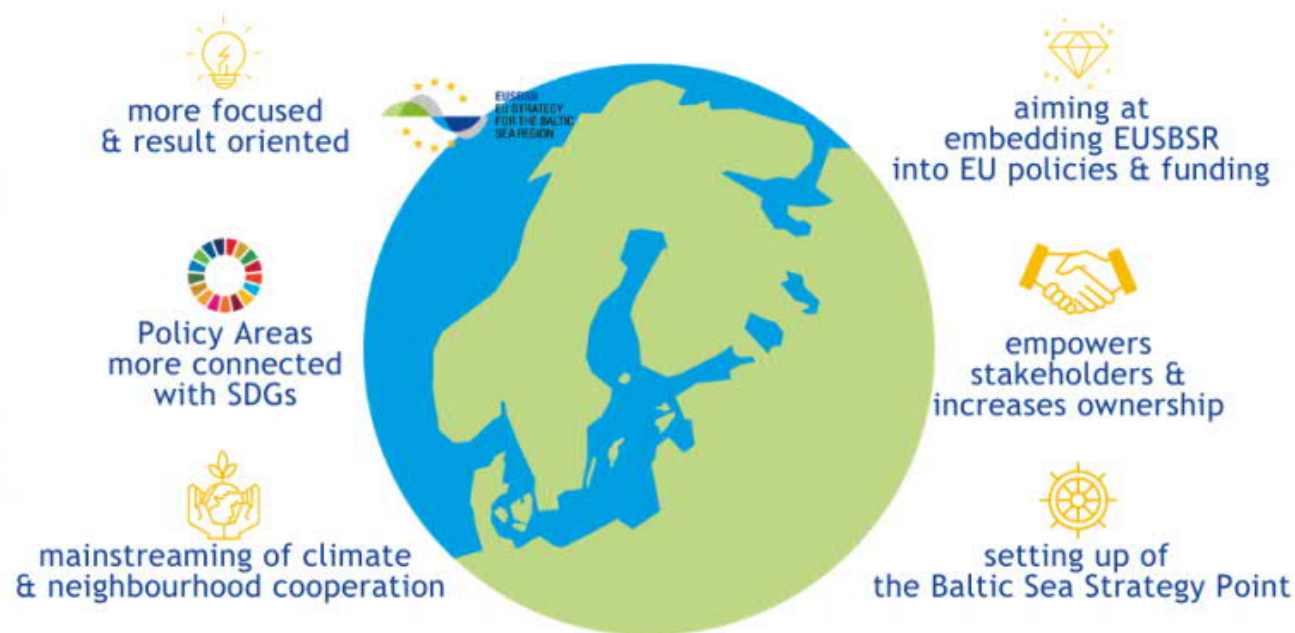 more focused
& result oriented
EUSBSR
EU STRATEGY
FOR THE BALTIC
SEA REGION
aiming at
embedding EUSBSR
into EU policies & funding
Policy Areas
more connected
with SDGs
empowers
stakeholders &
increases ownership
mainstreaming of climate
& neighbourhood cooperation
setting up of
the Baltic Sea Strategy Point